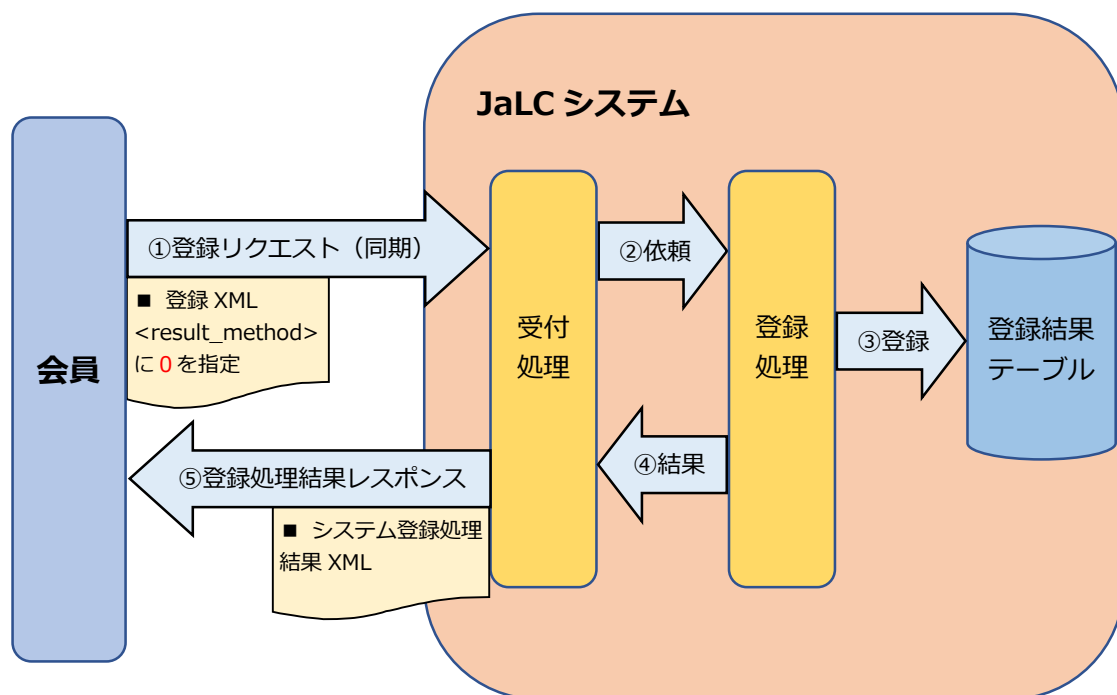 JaLC システム
①登録リクエスト（同期）
■ 登録 XML
<result_method>
に 0 を指定
会員
受付
処理
②依頼
登録
処理
③登録
登録結果
テーブル
④結果
⑤登録処理結果レスポンス
■ システム登録処理
結果 XML